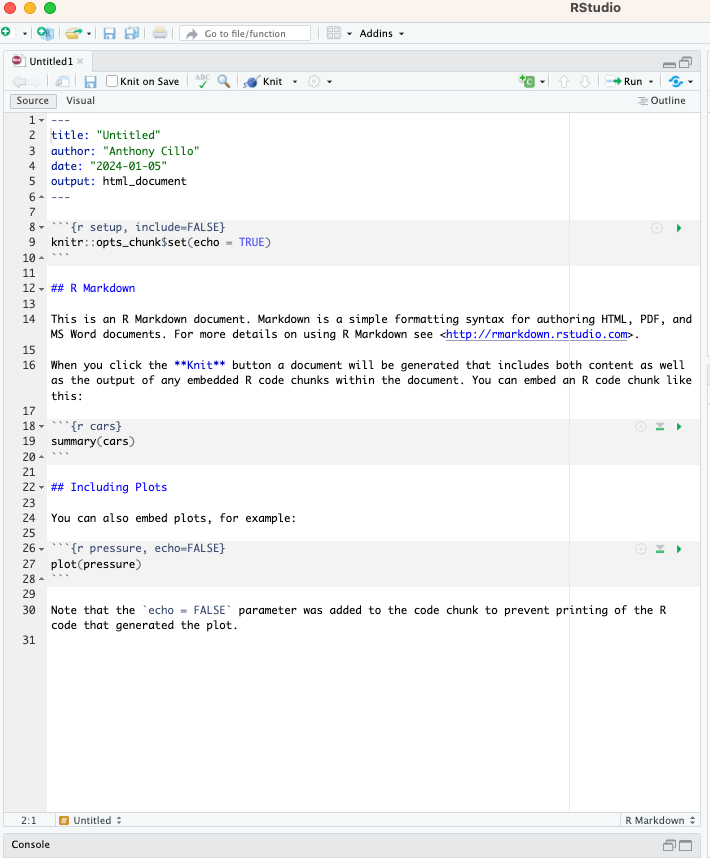 RStudio
Go to file/function
Addins
Untitled1
Knit on Save
ABC
Knit
Run
Source
Visual
Outline
1 ---
2 title: "Untitled"
3 author: "Anthony Cillo"
4 date: "2024-01-05"
5 output: html_document
6 ---
7
8 ```{r setup, include=FALSE}
9 knitr::opts_chunk$set(echo = TRUE)
10 ```
11
12 ## R Markdown
13
14 This is an R Markdown document. Markdown is a simple formatting syntax for authoring HTML, PDF, and
MS Word documents. For more details on using R Markdown see <http://rmarkdown.rstudio.com>.
15
16 When you click the **Knit** button a document will be generated that includes both content as well
as the output of any embedded R code chunks within the document. You can embed an R code chunk like
this:
17
18 ```{r cars}
19 summary(cars)
20 ```
21
22 ## Including Plots
23
24 You can also embed plots, for example:
25
26 ```{r pressure, echo=FALSE}
27 plot(pressure)
28 ```
29
30 Note that the `echo = FALSE` parameter was added to the code chunk to prevent printing of the R
code that generated the plot.
31
2:1
# Untitled
R Markdown
Console